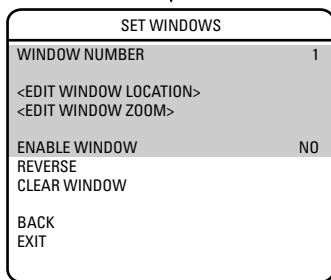 SET WINDOWS
WINDOW NUMBER 1
<EDIT WINDOW LOCATION>
<EDIT WINDOW ZOOM>
ENABLE WINDOW NO
REVERSE
CLEAR WINDOW
BACK
EXIT